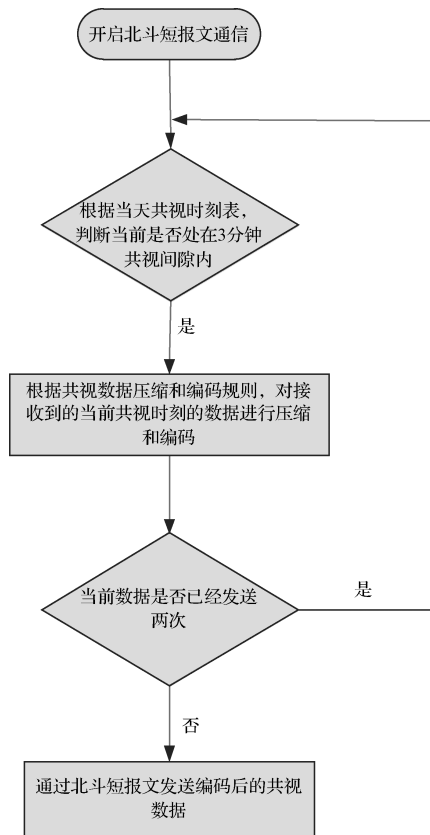 开启北斗短报文通信
根据当天共视时刻表，
判断当前是否处在3分钟
共视间隙内
是
根据共视数据压缩和编码规则，对接
收到的当前共视时刻的数据进行压缩
和编码
当前数据是否已经发送
两次
是
否
通过北斗短报文发送编码后的共视
数据